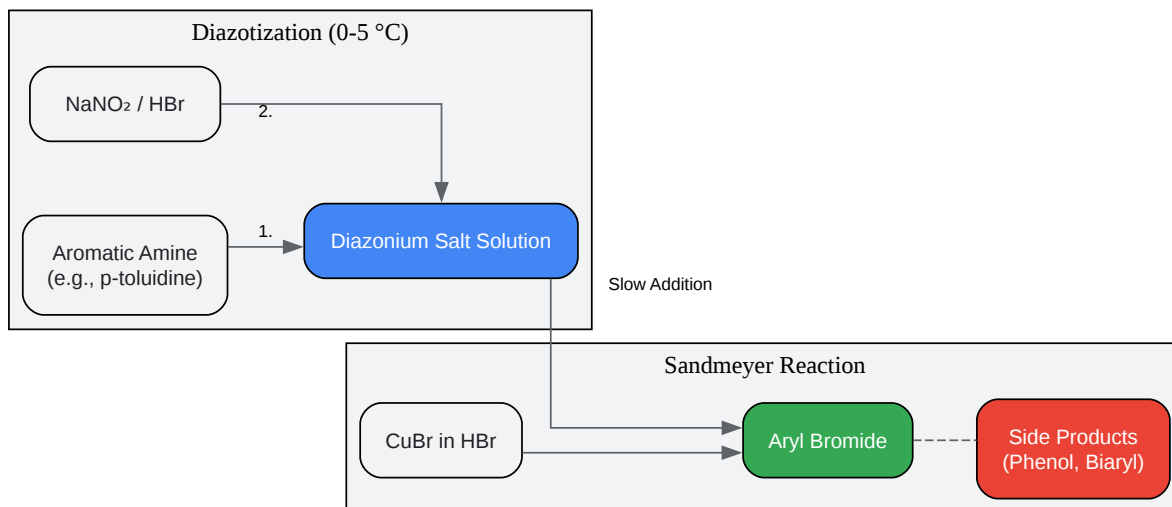 Diazotization (0-5 °C)
NaNO₂ / HBr
2.
Aromatic Amine
(e.g., p-toluidine)
1.
Diazonium Salt Solution
Slow Addition
Sandmeyer Reaction
CuBr in HBr
Aryl Bromide
Side Products
(Phenol, Biaryl)